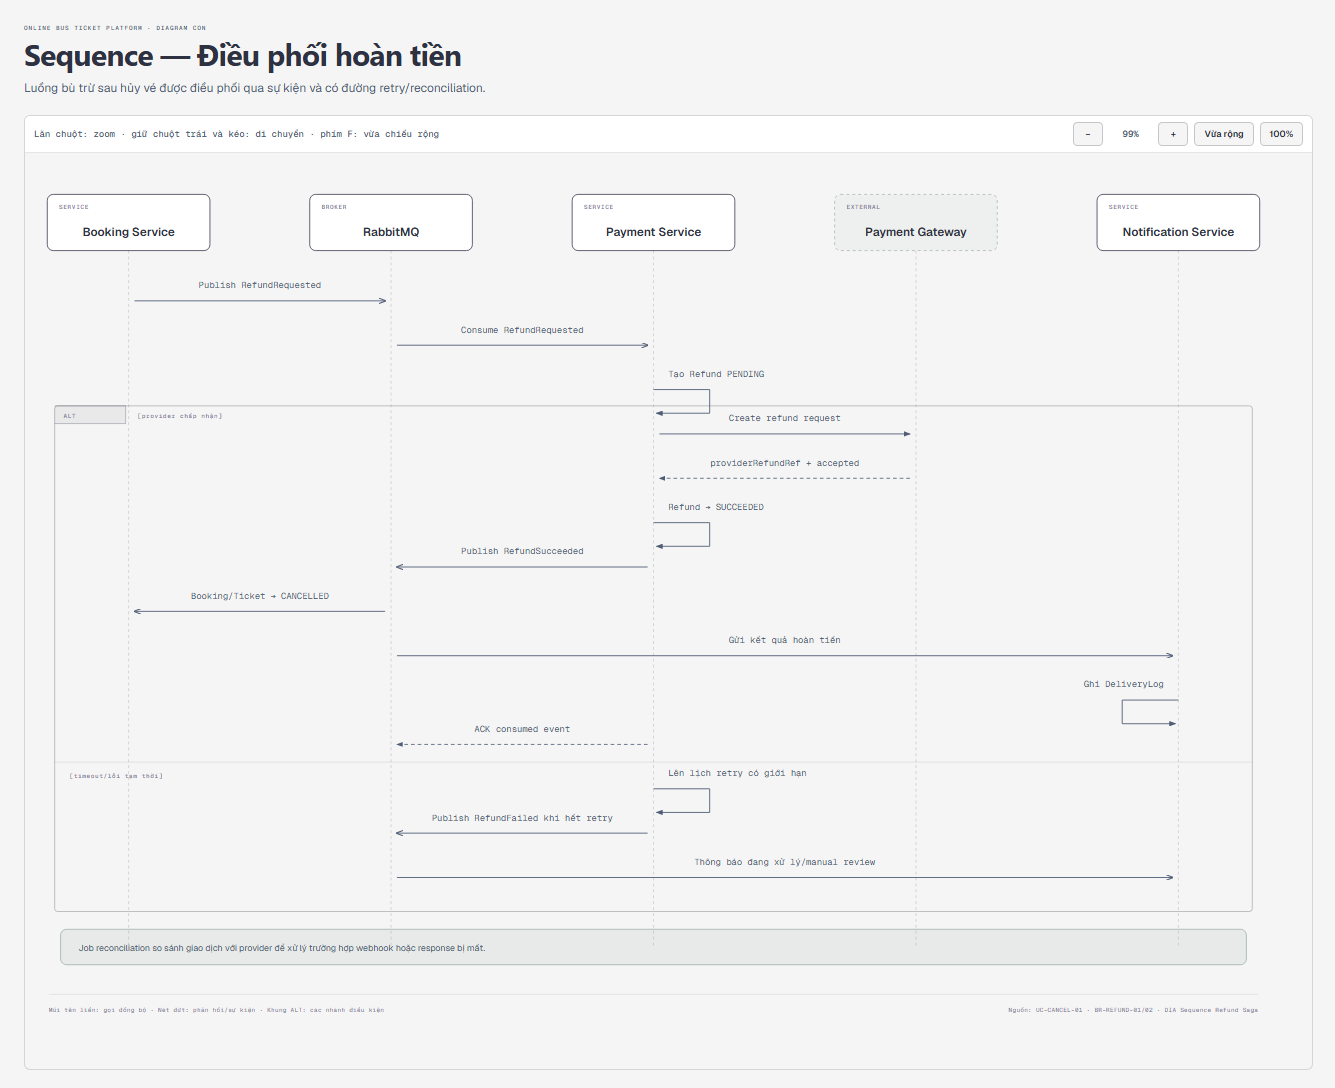 ONLINE BUS TICKET PLATFORM · DIAGRAM CON
Sequence — Điều phối hoàn tiền
Luồng bù trừ sau hủy vé được điều phối qua sự kiện và có đường retry/reconciliation.
Lăn chuột: zoom · giữ chuột trái và kéo: di chuyển · phím F: vừa chiều rộng
−
99%
+
Vừa rộng
100%
SERVICE
Booking Service
BROKER
RabbitMQ
SERVICE
Payment Service
EXTERNAL
Payment Gateway
SERVICE
Notification Service
Publish RefundRequested
Consume RefundRequested
Tạo Refund PENDING
ALT
[provider chấp nhận]
Create refund request
providerRefundRef + accepted
Refund → SUCCEEDED
Publish RefundSucceeded
Booking/Ticket → CANCELLED
Gửi kết quả hoàn tiền
Ghi DeliveryLog
ACK consumed event
[timeout/lỗi tạm thời]
Lên lịch retry có giới hạn
Publish RefundFailed khi hết retry
Thông báo đang xử lý/manual review
Job reconciliation so sánh giao dịch với provider để xử lý trường hợp webhook hoặc response bị mất.
Mũi tên liền: gọi đồng bộ · Nét đứt: phản hồi/sự kiện · Khung ALT: các nhánh điều kiện
Nguồn: UC-CANCEL-01 · BR-REFUND-01/02 · DIA Sequence Refund Saga